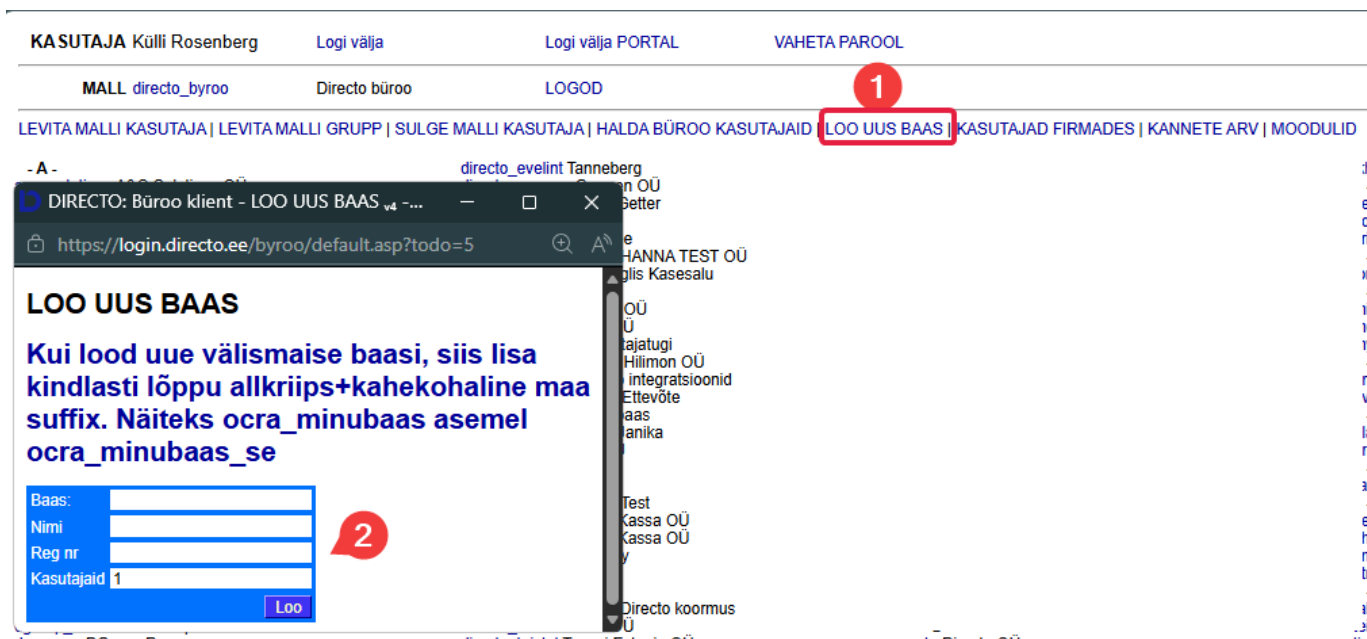 KASUTAJA Külli Rosenberg Logi välja Logi välja PORTAL VAHETA PAROOL
MALL directo_byroo Directo büroo LOGOD
1
LEVITA MALLI KASUTAJA | LEVITA MALLI GRUPP | SULGE MALLI KASUTAJA | HALDA BÜROO KASUTAJAID | LOO UUS BAAS | KASUTAJAD FIRMADES | KANNETE ARV | MOODULID
- A - directo_evelint Tanneberg
OÜ
DIRECTO: Büroo klient - LOO UUS BAAS v4 -... Getter
https://login.directo.ee/byroo/default.asp?todo=5
HANNA TEST OÜ
Kasesalu
LOO UUS BAAS
OÜ
Kui lood uue välismaise baasi, siis lisa
kindlasti lõppu allkriips+kahekohaline maa
suffix. Näiteks ocra_minubaas asemel
ocra_minubaas_se
tajatugi
Hilimon OÜ
integratsioonid
Ettevõte
Janika
Baas:
Nimi
Reg nr
Kasutajaid 1
Loo
2
Test
Kassa OÜ
Kassa OÜ
Directo koormus